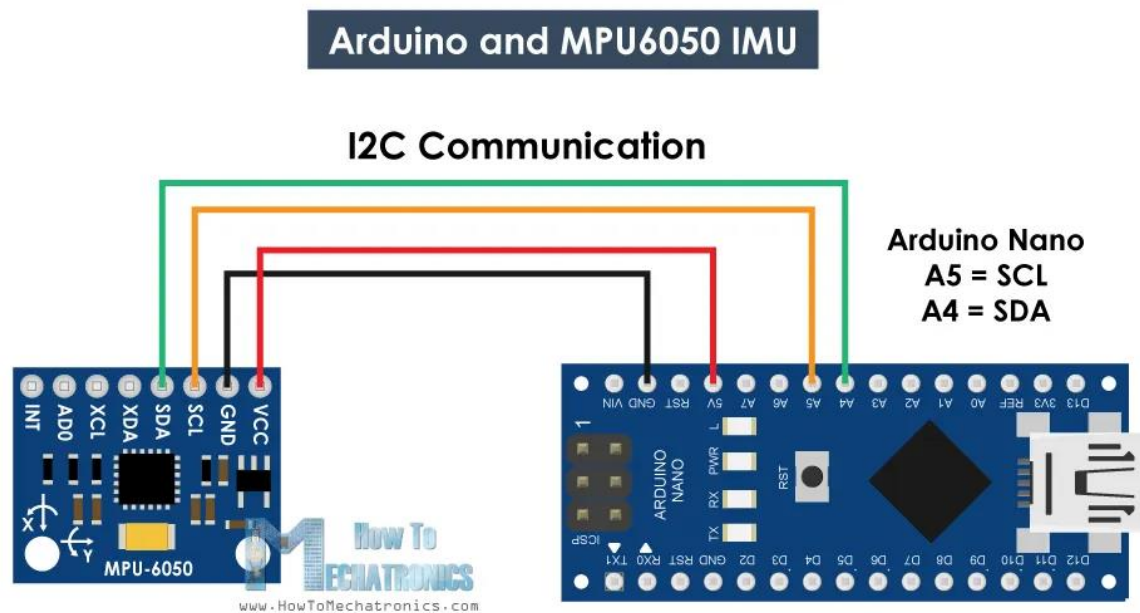 Arduino and MPU6050 IMU
I2C Communication
Arduino Nano
A5 = SCL
A4 = SDA
INT
AD0
XCL
XDA
SDA
SCL
GND
VCC
X
Y
MPU-6050
How To
MECHATRONICS
www.HowToMechatronics.com
VIN
GND
RST
5V
A7
A6
A5
A4
A3
A2
A1
A0
REF
3V3
D13
1
ICSP
ARDUINO
NANO
L
PWR
RX
TX
RST
TX1
RX0
RST
GND
D2
D3
D4
D5
D6
D7
D8
D9
D10
D11
D12